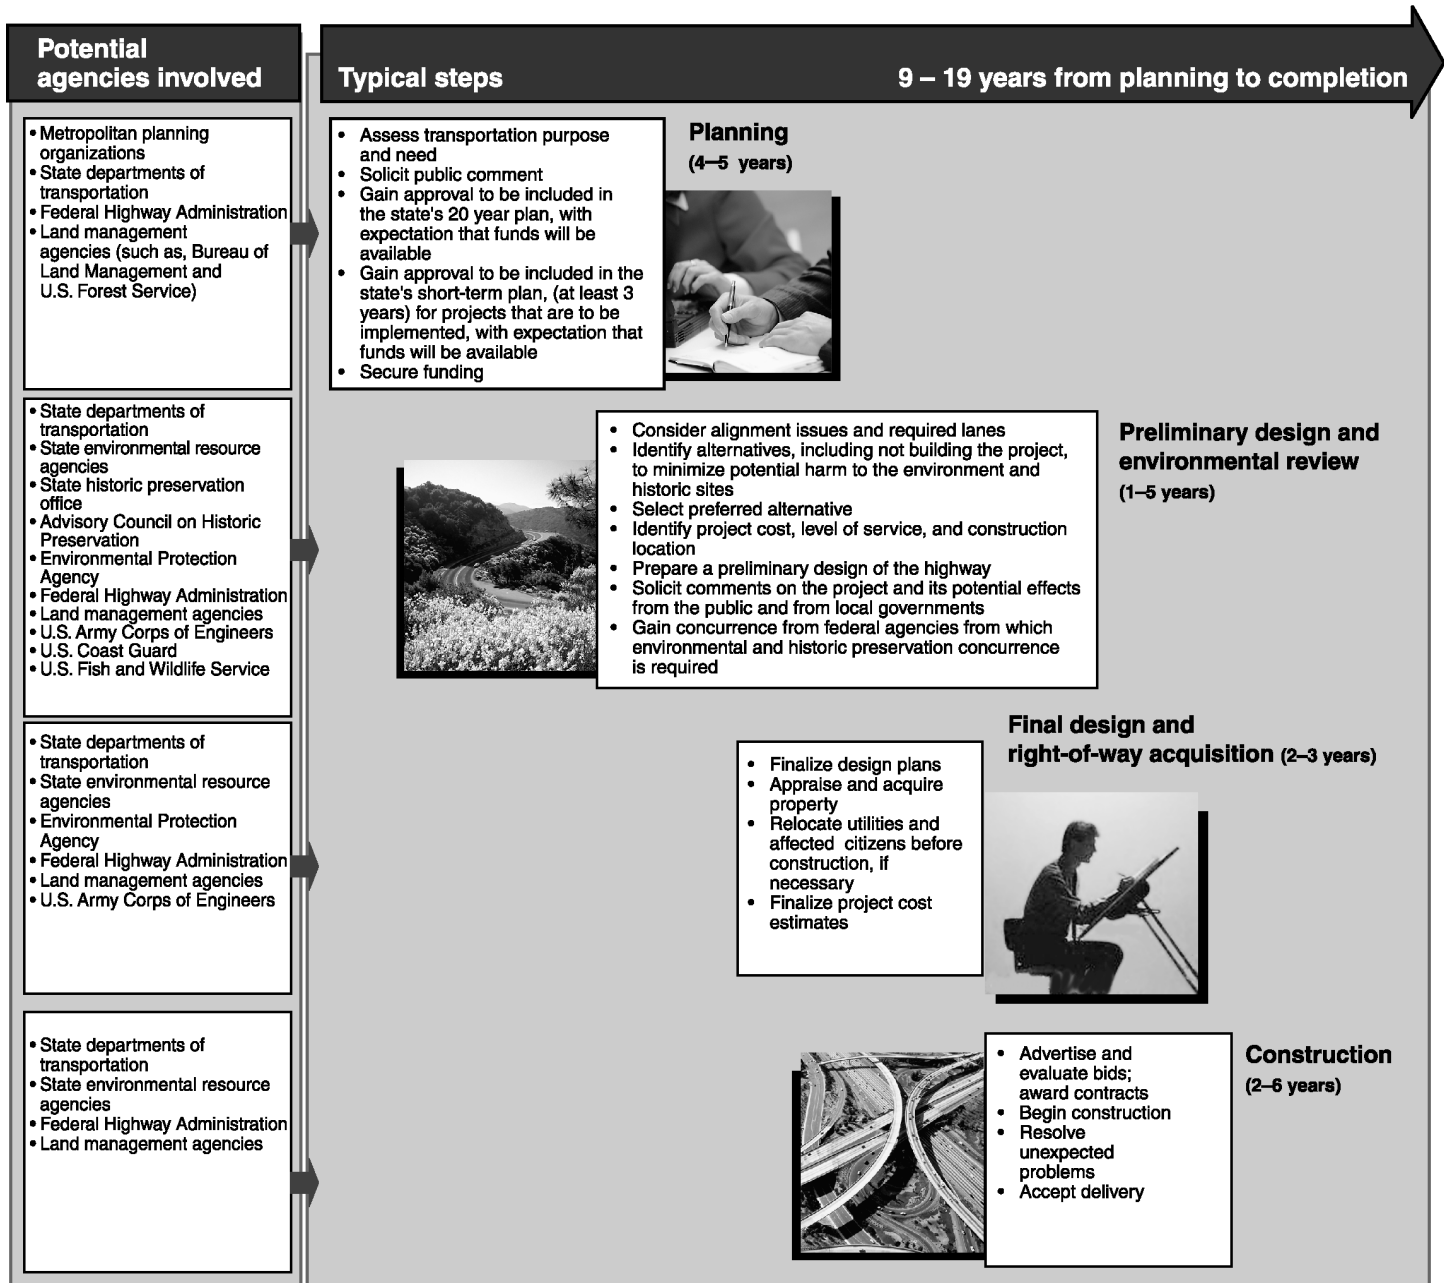 Potential
agencies involved
Typical steps
9 – 19 years from planning to completion
• Metropolitan planning
organizations
• State departments of
transportation
• Federal Highway Administration
• Land management
agencies (such as, Bureau of
Land Management and
U.S. Forest Service)
• Assess transportation purpose
and need
• Solicit public comment
• Gain approval to be included in
the state's 20 year plan, with
expectation that funds will be
available
• Gain approval to be included in the
state's short-term plan, (at least 3
years) for projects that are to be
implemented, with expectation that
funds will be available
• Secure funding
Planning
(4–5 years)
• State departments of
transportation
• State environmental resource
agencies
• State historic preservation
office
• Advisory Council on Historic
Preservation
• Environmental Protection
Agency
• Federal Highway Administration
• Land management agencies
• U.S. Army Corps of Engineers
• U.S. Coast Guard
• U.S. Fish and Wildlife Service
• Consider alignment issues and required lanes
• Identify alternatives, including not building the project,
to minimize potential harm to the environment and
historic sites
• Select preferred alternative
• Identify project cost, level of service, and construction
location
• Prepare a preliminary design of the highway
• Solicit comments on the project and its potential effects
from the public and from local governments
• Gain concurrence from federal agencies from which
environmental and historic preservation concurrence
is required
Preliminary design and
environmental review
(1–5 years)
• State departments of
transportation
• State environmental resource
agencies
• Environmental Protection
Agency
• Federal Highway Administration
• Land management agencies
• U.S. Army Corps of Engineers
• Finalize design plans
• Appraise and acquire
property
• Relocate utilities and
affected citizens before
construction, if
necessary
• Finalize project cost
estimates
Final design and
right-of-way acquisition (2–3 years)
• State departments of
transportation
• State environmental resource
agencies
• Federal Highway Administration
• Land management agencies
• Advertise and
evaluate bids;
award contracts
• Begin construction
• Resolve
unexpected
problems
• Accept delivery
Construction
(2–6 years)